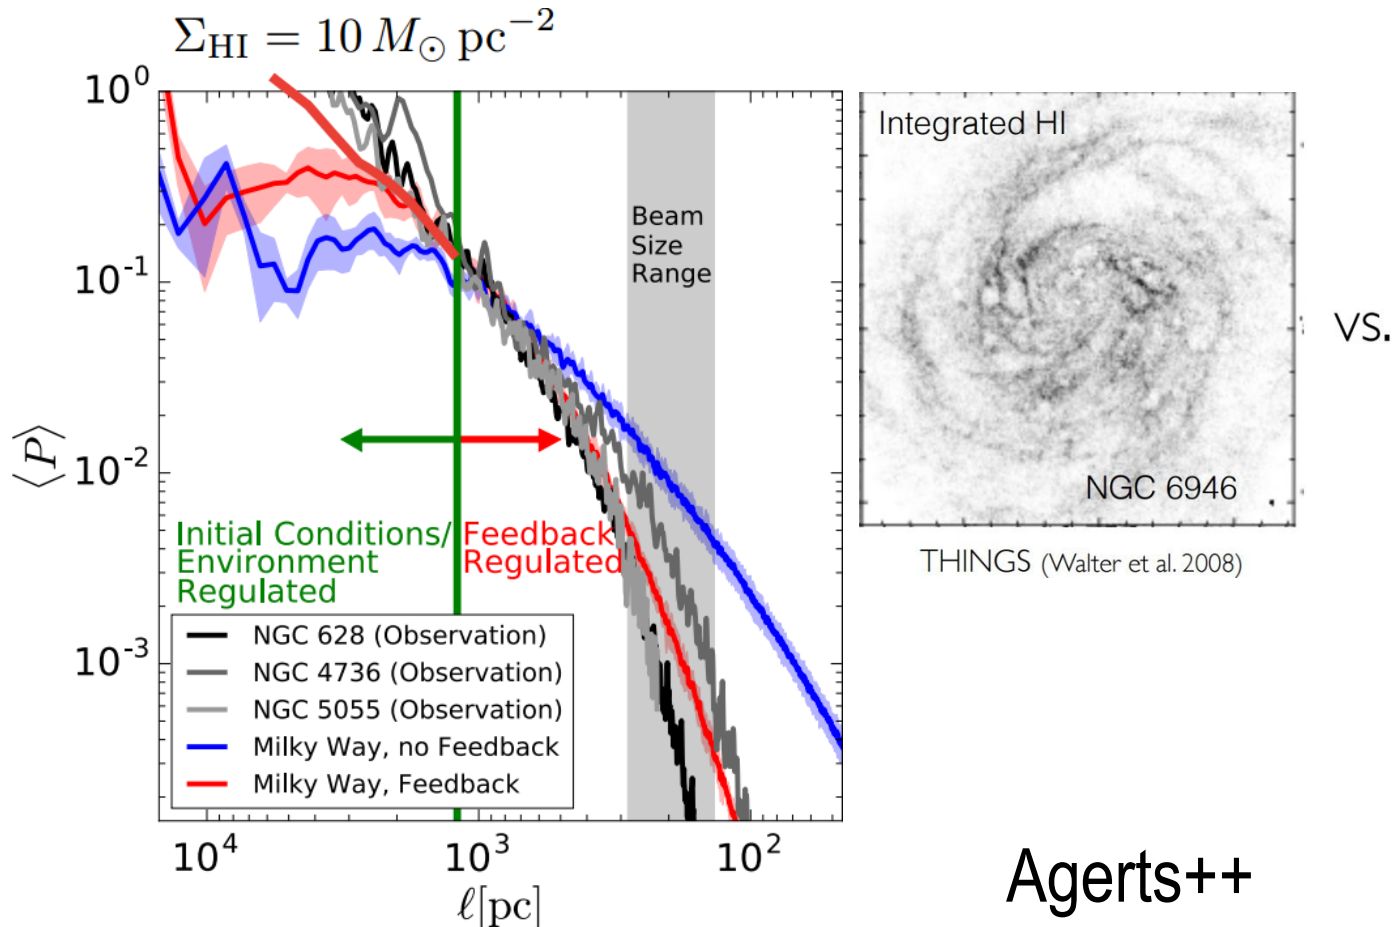 Σ_HI = 10 M_⊙ pc^−2
10^0
10^−1
10^−2
10^−3
⟨P⟩
10^4
10^3
10^2
ℓ[pc]
Beam
Size
Range
Initial Conditions/
Environment
Regulated
Feedback
Regulated
NGC 628 (Observation)
NGC 4736 (Observation)
NGC 5055 (Observation)
Milky Way, no Feedback
Milky Way, Feedback
Integrated HI
NGC 6946
THINGS (Walter et al. 2008)
VS.
Agerts++